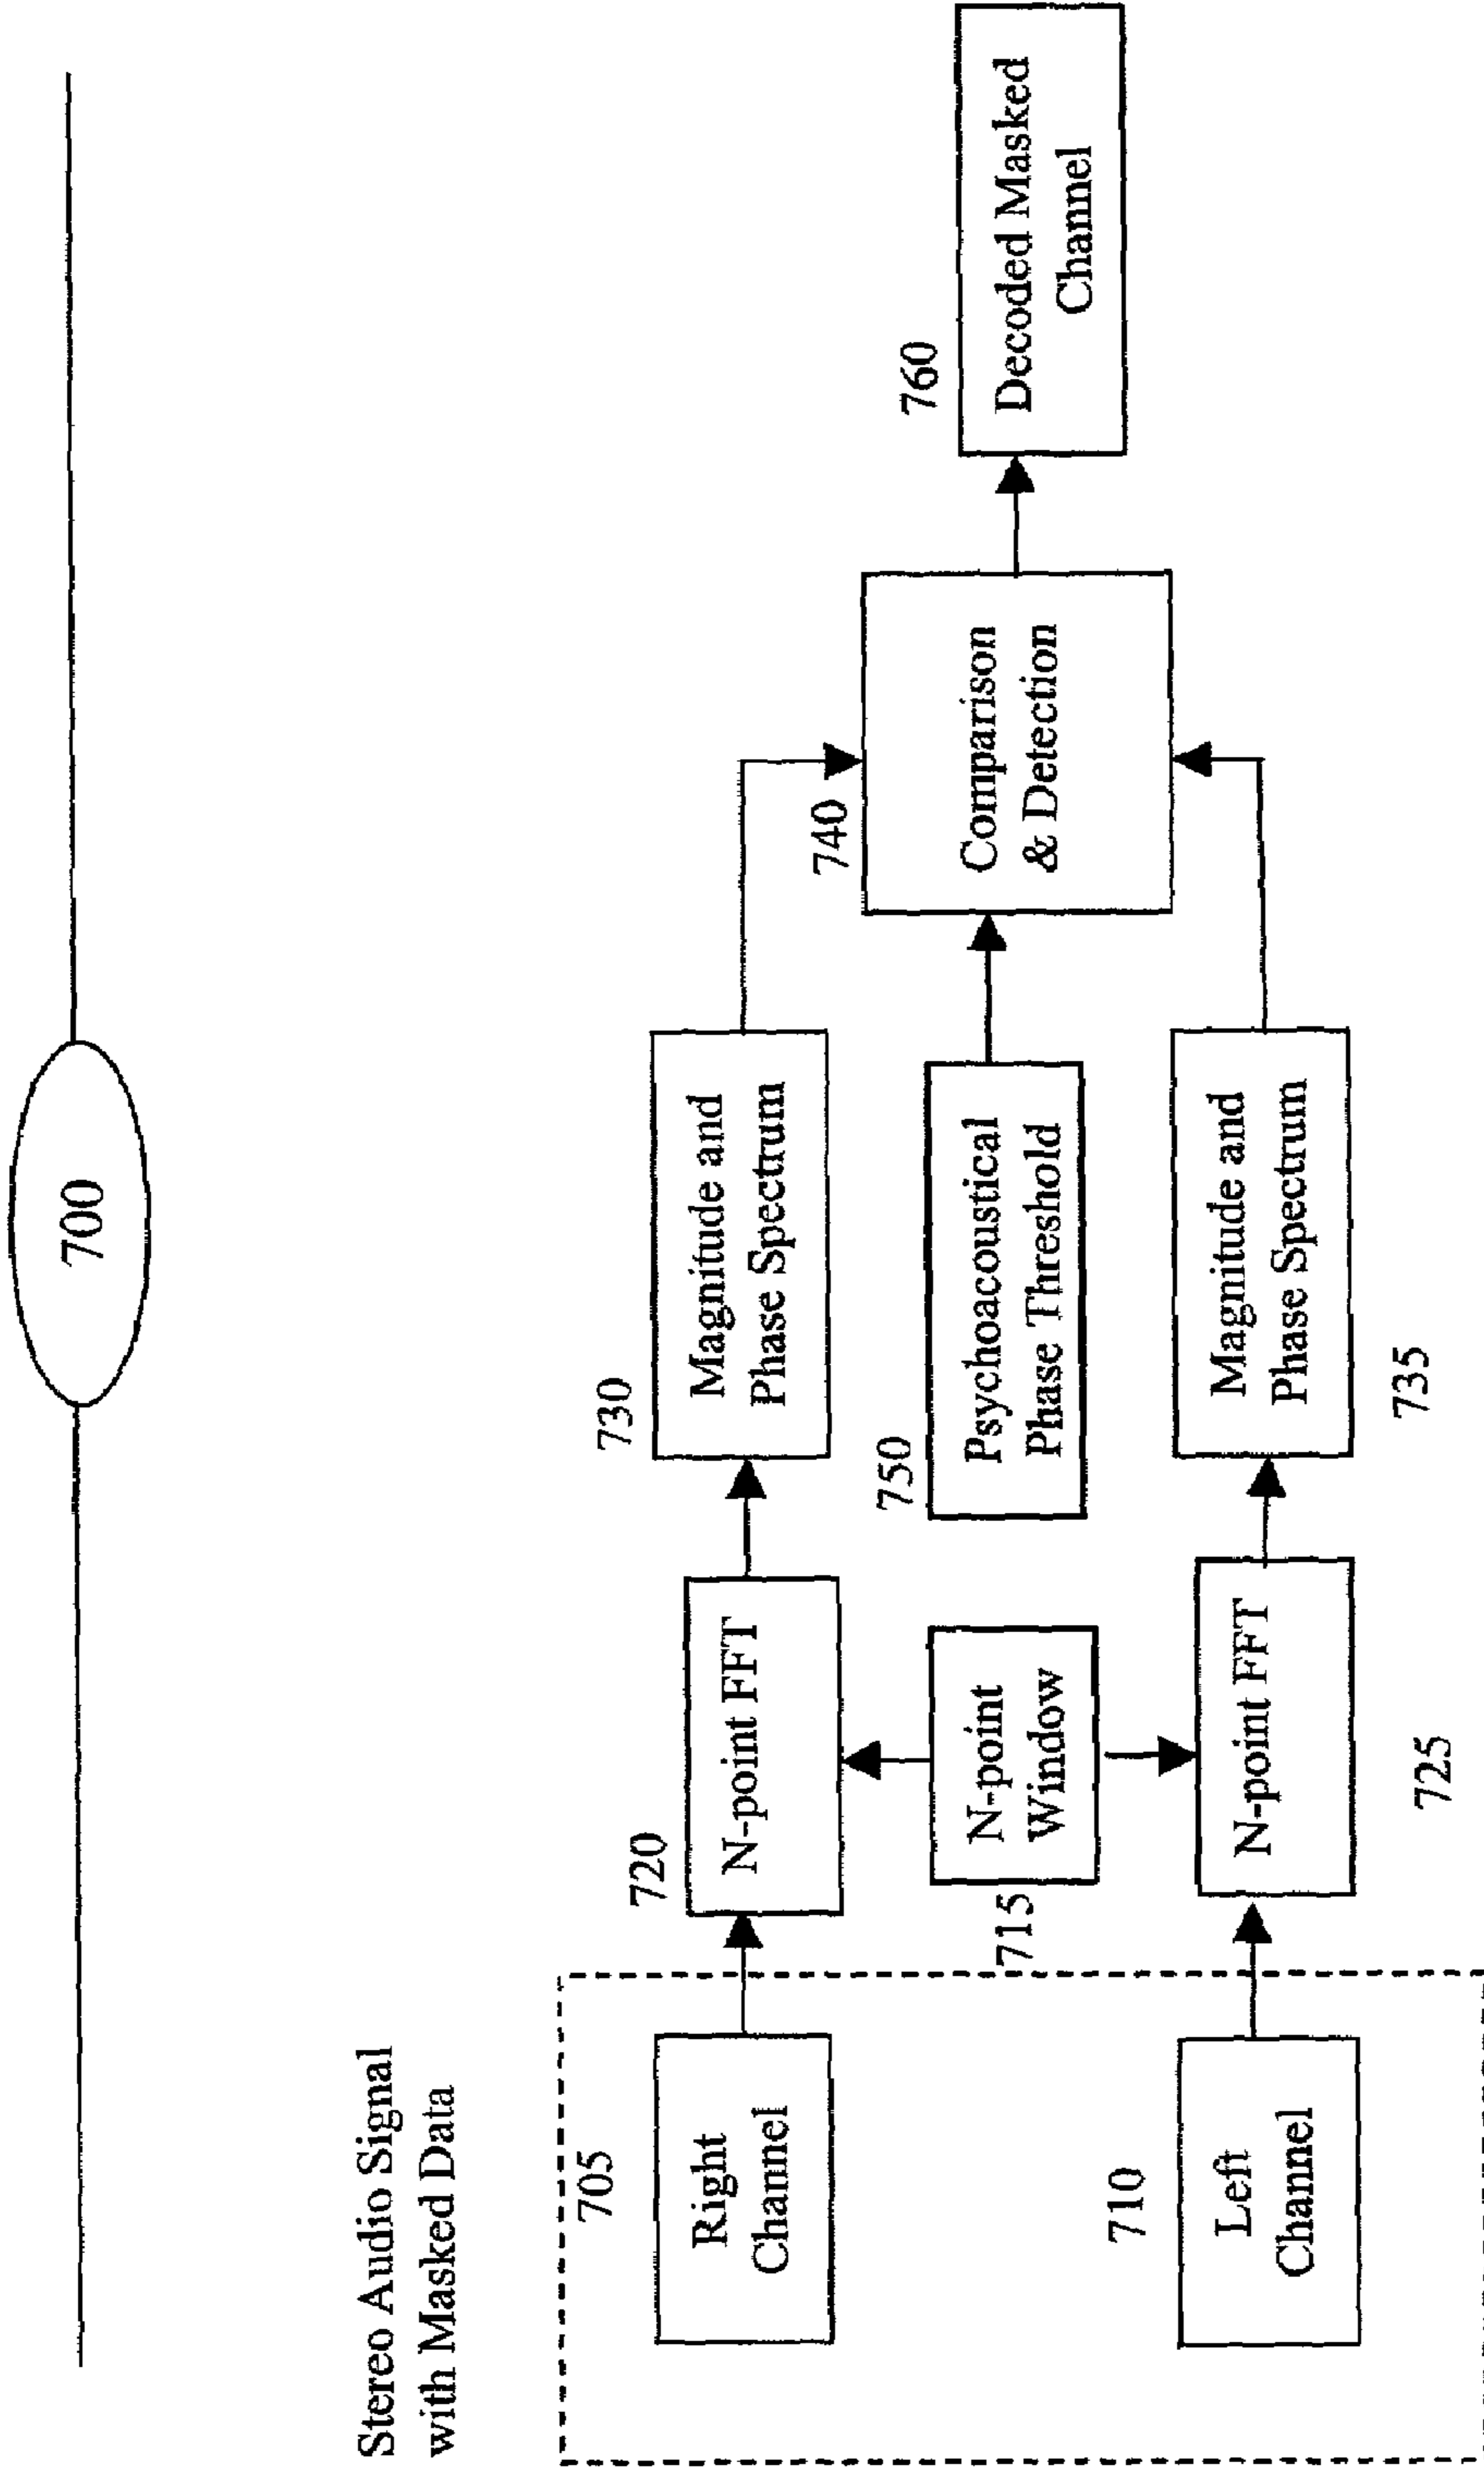 700
Stereo Audio Signal
with Masked Data
705
Right
Channel
710
Left
Channel
720
N-point FFT
715
N-point
Window
N-point FFT
725
730
Magnitude and
Phase Spectrum
750
Psychoacoustical
Phase Threshold
Magnitude and
Phase Spectrum
735
740
Comparison
& Detection
760
Decoded Masked
Channel